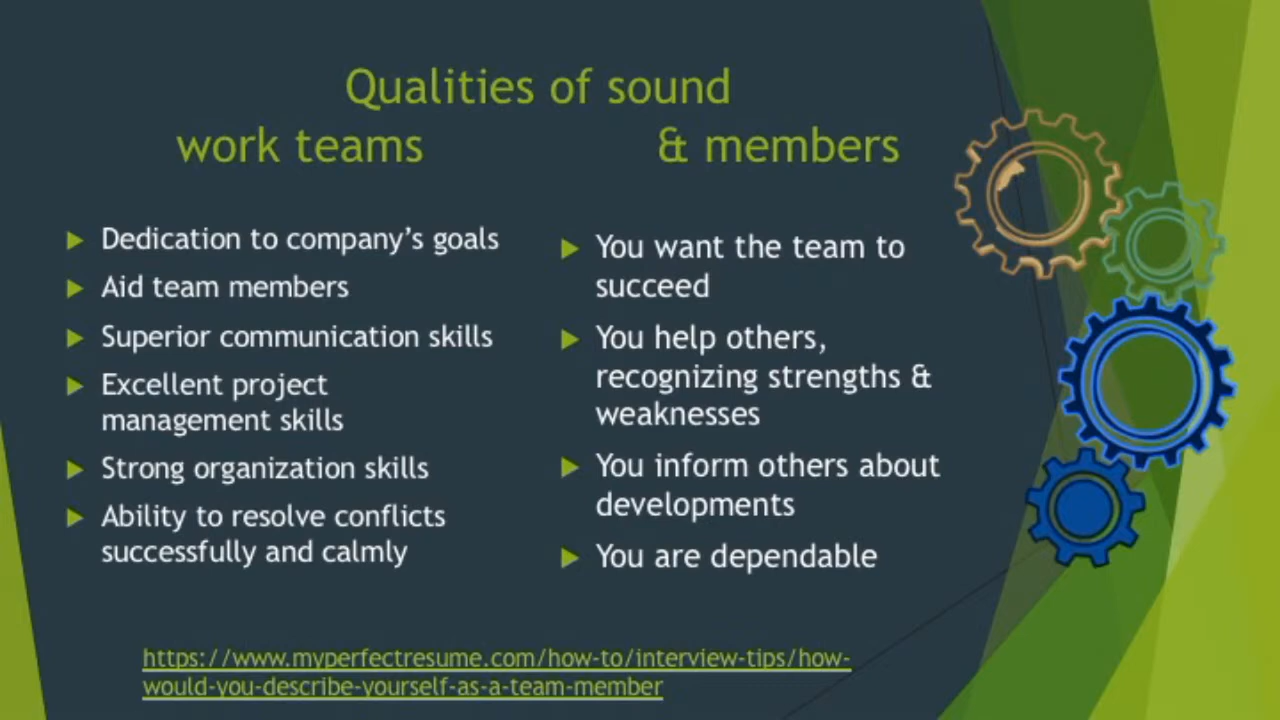 Qualities of sound
work teams & members
Dedication to company's goals
Aid team members
Superior communication skills
Excellent project
management skills
Strong organization skills
Ability to resolve conflicts
successfully and calmly
You want the team to
succeed
You help others,
recognizing strengths &
weaknesses
You inform others about
developments
You are dependable
https://www.myperfectresume.com/how-to/interview-tips/how-
would-you-describe-yourself-as-a-team-member